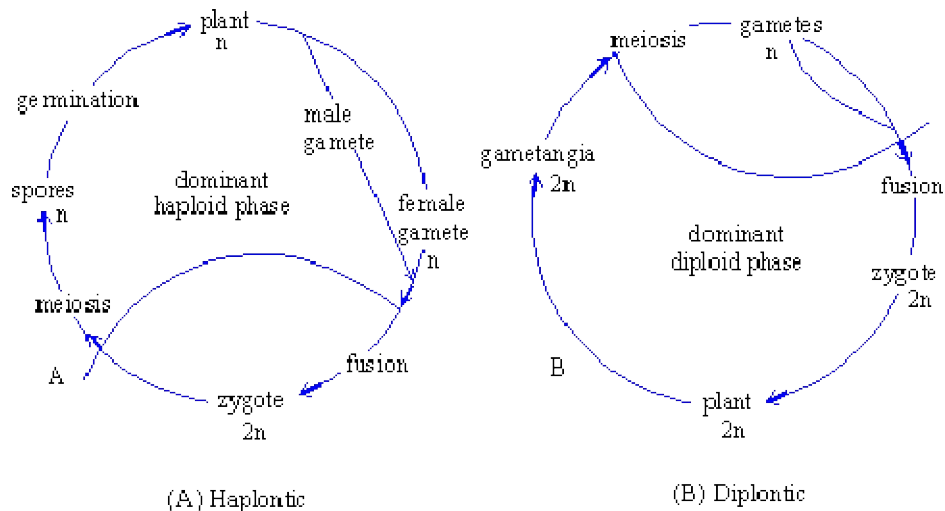 plant
n
germination
male
gamete
spores
n
dominant
haploid phase
female
gamete
n
meiosis
A
fusion
zygote
2n
(A) Haplontic
gametes
n
meiosis
gametangia
2n
fusion
dominant
diploid phase
zygote
2n
B
plant
2n
(B) Diplontic